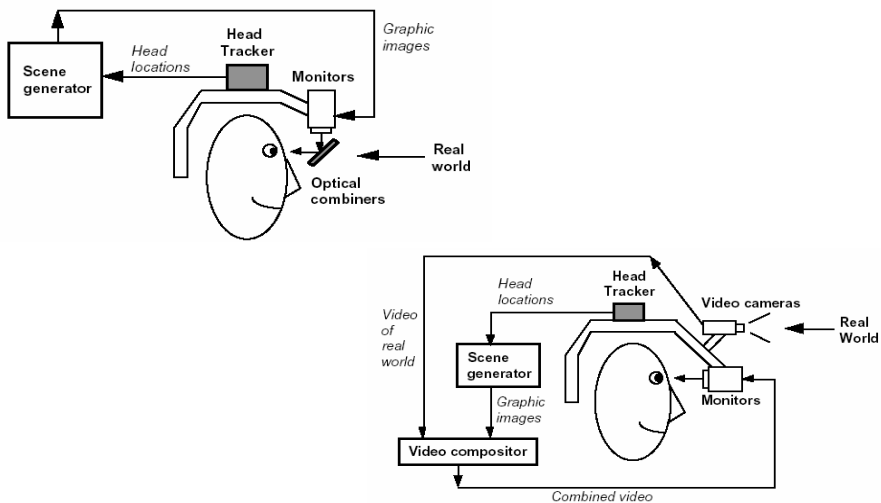 Graphic
images
Head
Tracker
Head
locations
Monitors
Scene
generator
Real
world
Optical
combiners
Head
Tracker
Head
locations
Video cameras
Video
of
real
world
Real
World
Scene
generator
Monitors
Graphic
images
Video compositor
Combined video